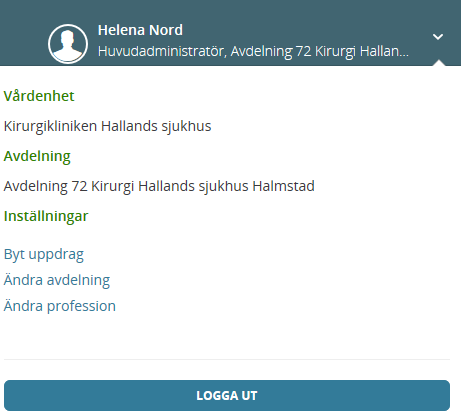 Helena Nord
Huvudadministratör, Avdelning 72 Kirurgi Hallan...
Vårdenhet
Kirurgikliniken Hallands sjukhus
Avdelning
Avdelning 72 Kirurgi Hallands sjukhus Halmstad
Inställningar
Byt uppdrag
Ändra avdelning
Ändra profession
LOGGA UT